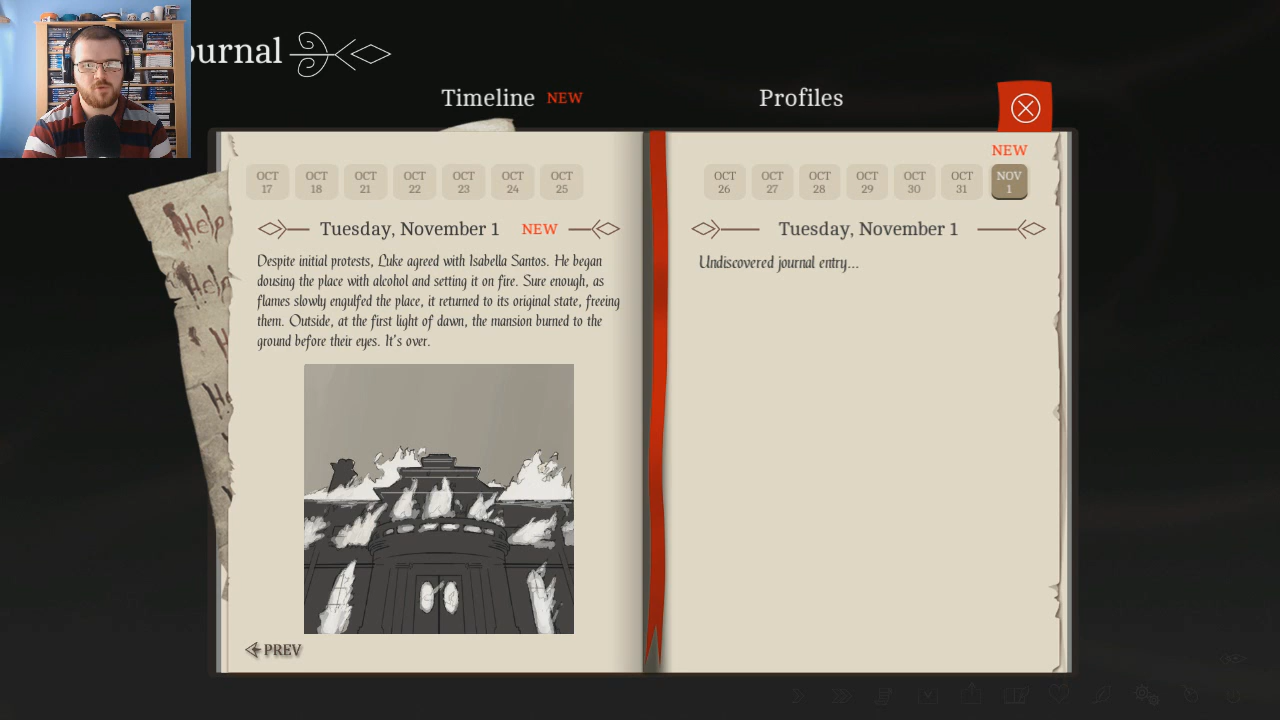 ournal
Timeline NEW
Profiles
NEW
OCT 17 OCT 18 OCT 21 OCT 22 OCT 23 OCT 24 OCT 25
OCT 26 OCT 27 OCT 28 OCT 29 OCT 30 OCT 31 NOV 1
Help
Help
Tuesday, November 1 NEW
Despite initial protests, Luke agreed with Isabella Santos. He began
dousing the place with alcohol and setting it on fire. Sure enough, as
flames slowly engulfed the place, it returned to its original state, freeing
them. Outside, at the first light of dawn, the mansion burned to the
ground before their eyes. It's over.
PREV
Tuesday, November 1
Undiscovered journal entry...